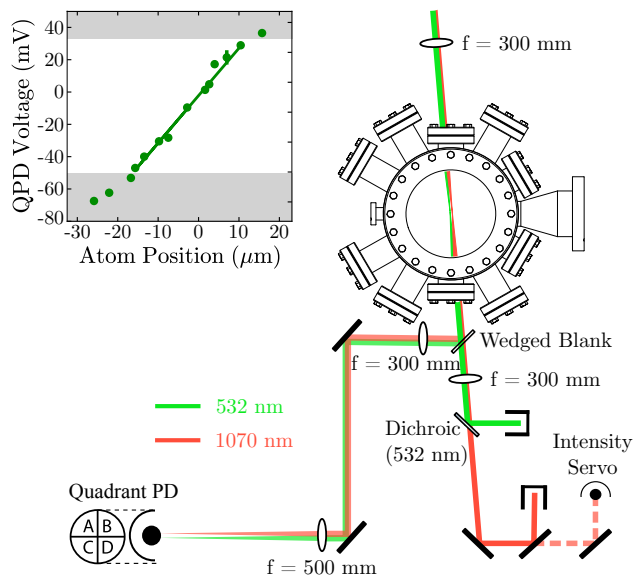 60
40
20
0
-20
-40
-60
-80
QPD Voltage (mV)
-30
-20
-10
0
10
20
Atom Position (μm)
f = 300 mm
Wedged Blank
f = 300 mm
f = 300 mm
532 nm
1070 nm
Dichroic
(532 nm)
Intensity
Servo
Quadrant PD
A B
C D
f = 500 mm